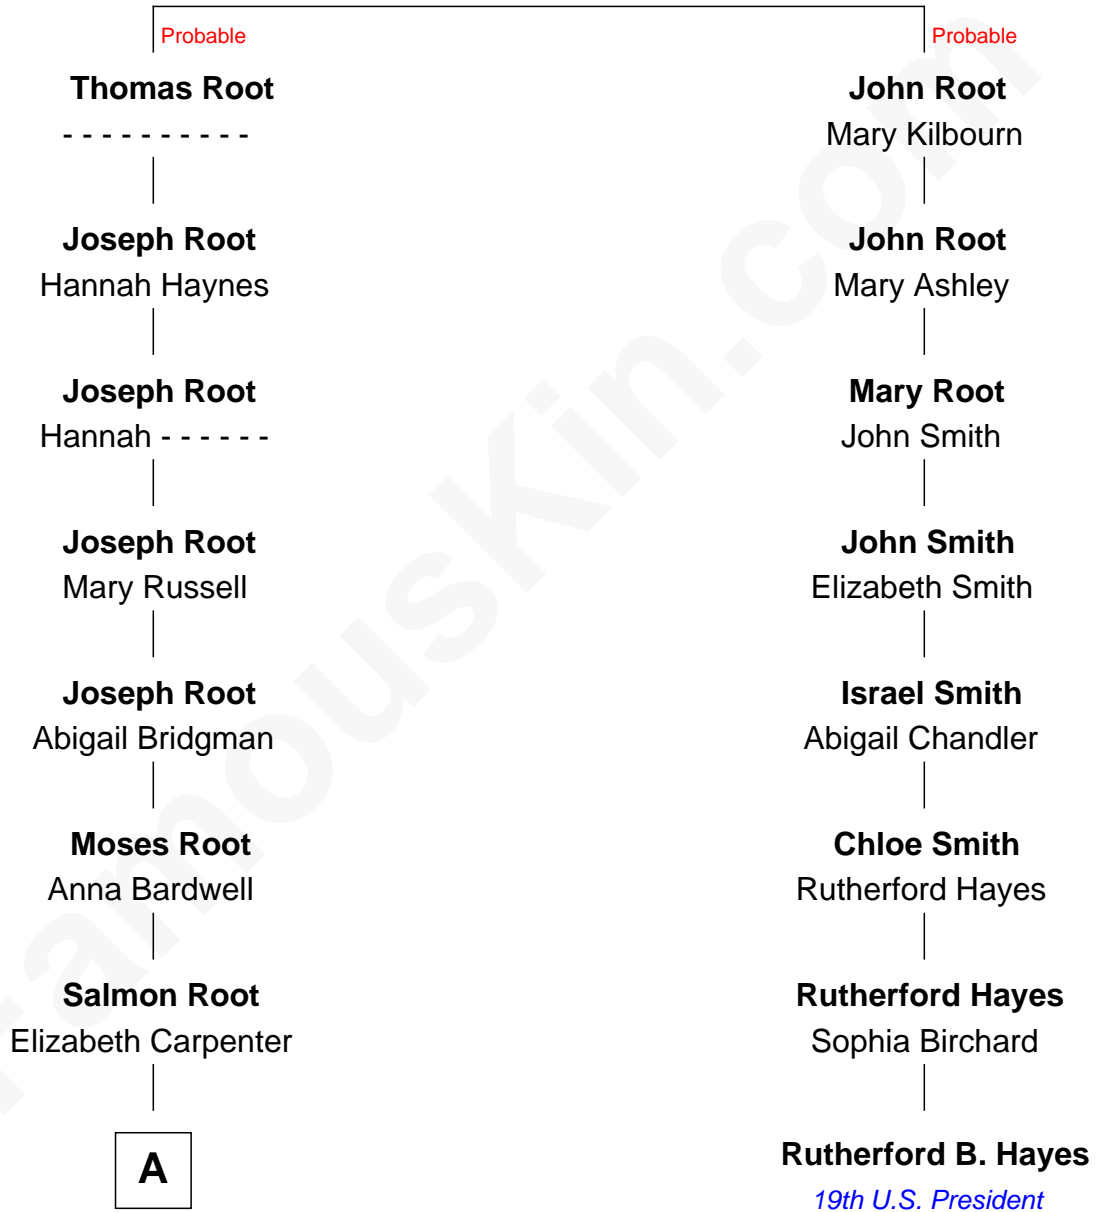 Probable
Probable
Thomas Root
- - - - - - - - - -
John Root
Mary Kilbourn
Joseph Root
Hannah Haynes
John Root
Mary Ashley
Joseph Root
Hannah - - - - - -
Mary Root
John Smith
Joseph Root
Mary Russell
John Smith
Elizabeth Smith
Joseph Root
Abigail Bridgman
Israel Smith
Abigail Chandler
Moses Root
Anna Bardwell
Chloe Smith
Rutherford Hayes
Salmon Root
Elizabeth Carpenter
Rutherford Hayes
Sophia Birchard
A
Rutherford B. Hayes
19th U.S. President
FamousKin.com